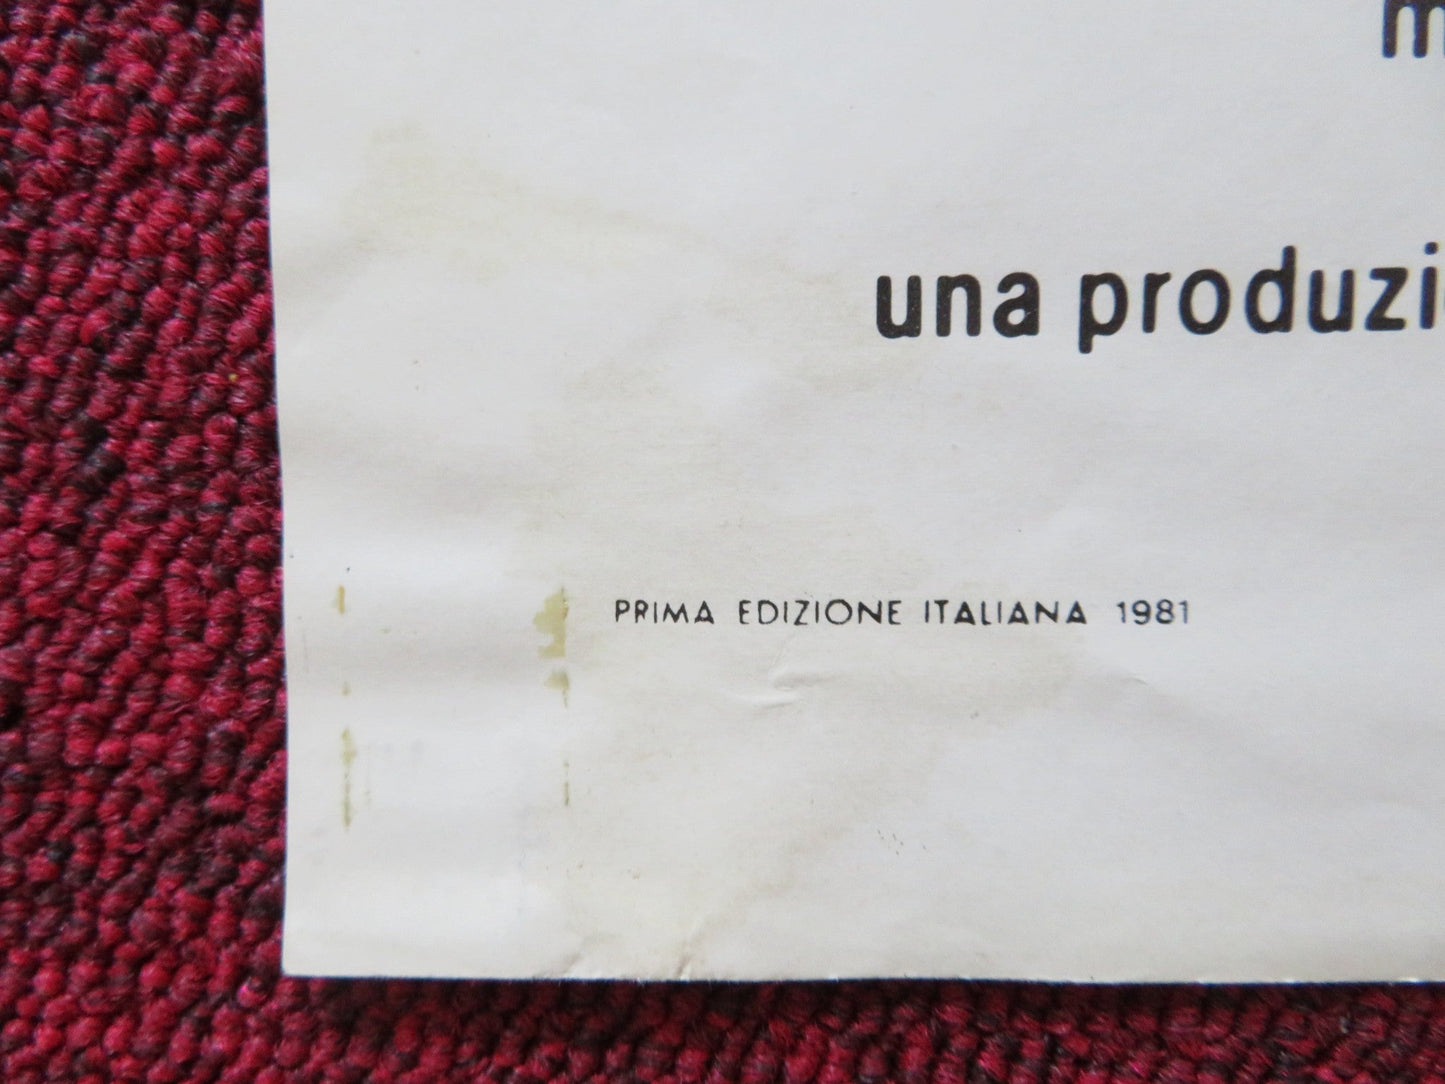 una produzi
PRIMA EDIZIONE ITALIANA 1981